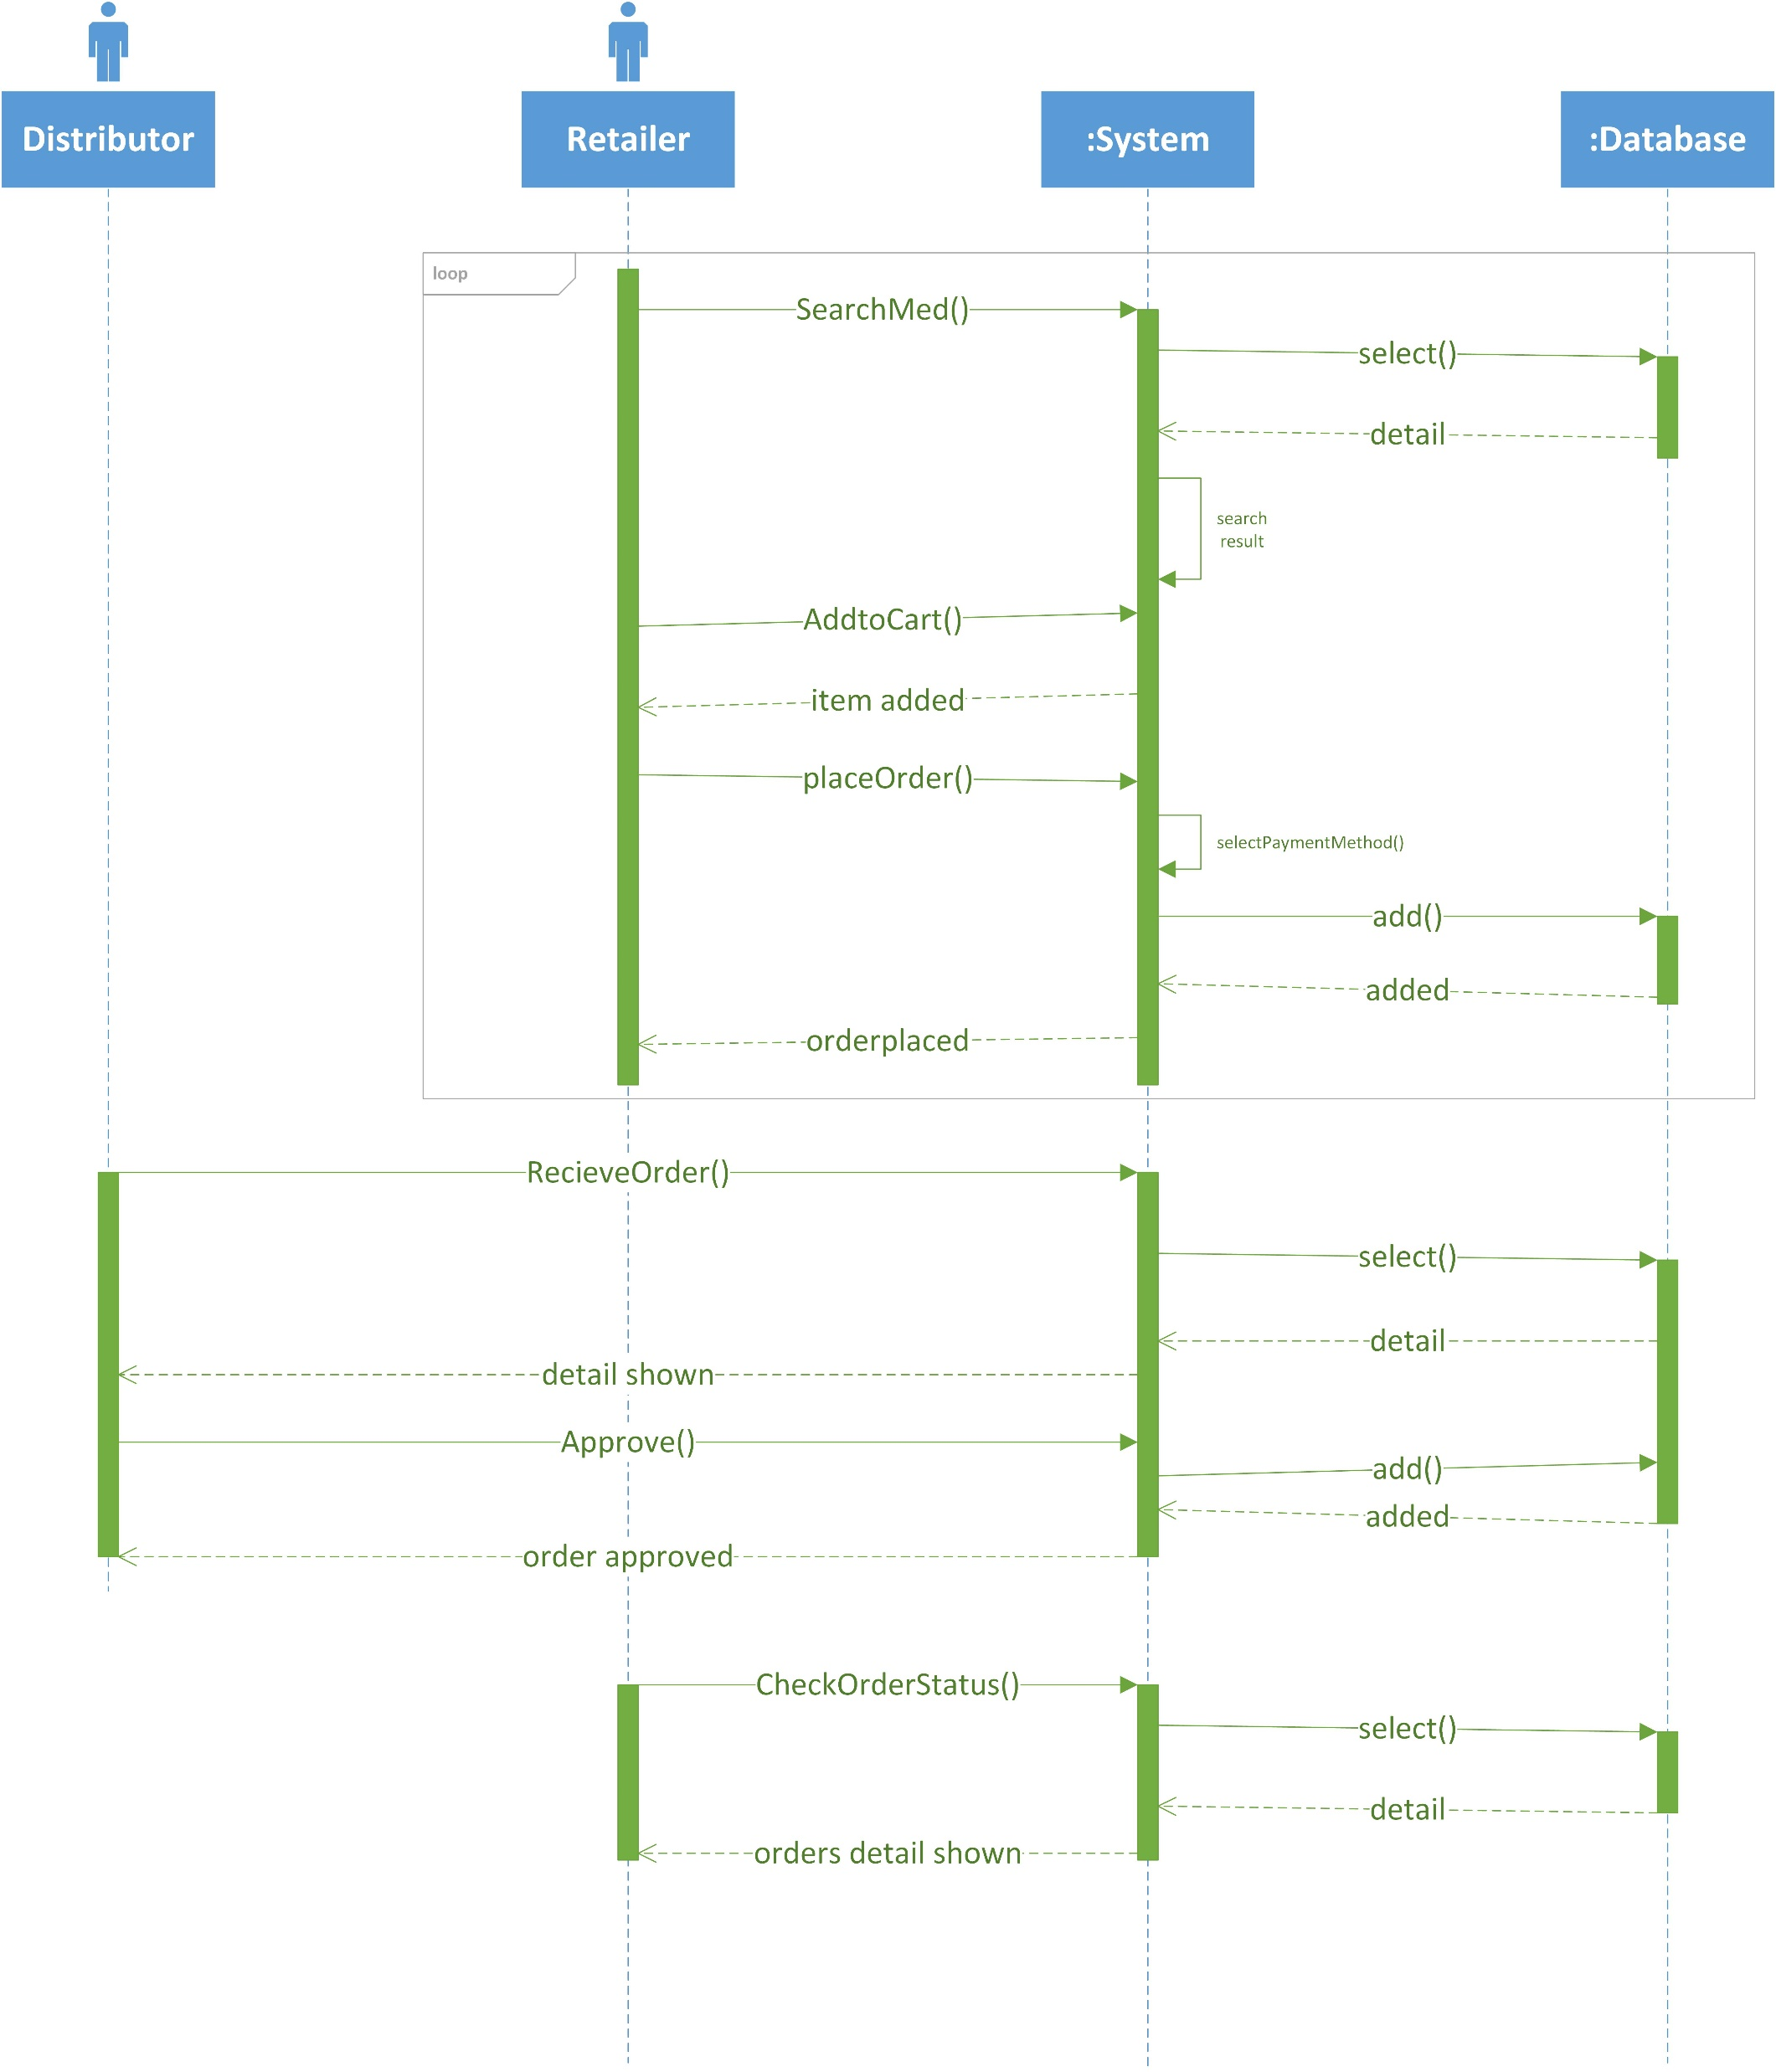 Distributor
Retailer
:System
:Database
loop
SearchMed()
select()
detail
search
result
AddtoCart()
item added
placeOrder()
selectPaymentMethod()
add()
added
orderplaced
RecieveOrder()
select()
detail
detail shown
Approve()
add()
added
order approved
CheckOrderStatus()
select()
detail
orders detail shown